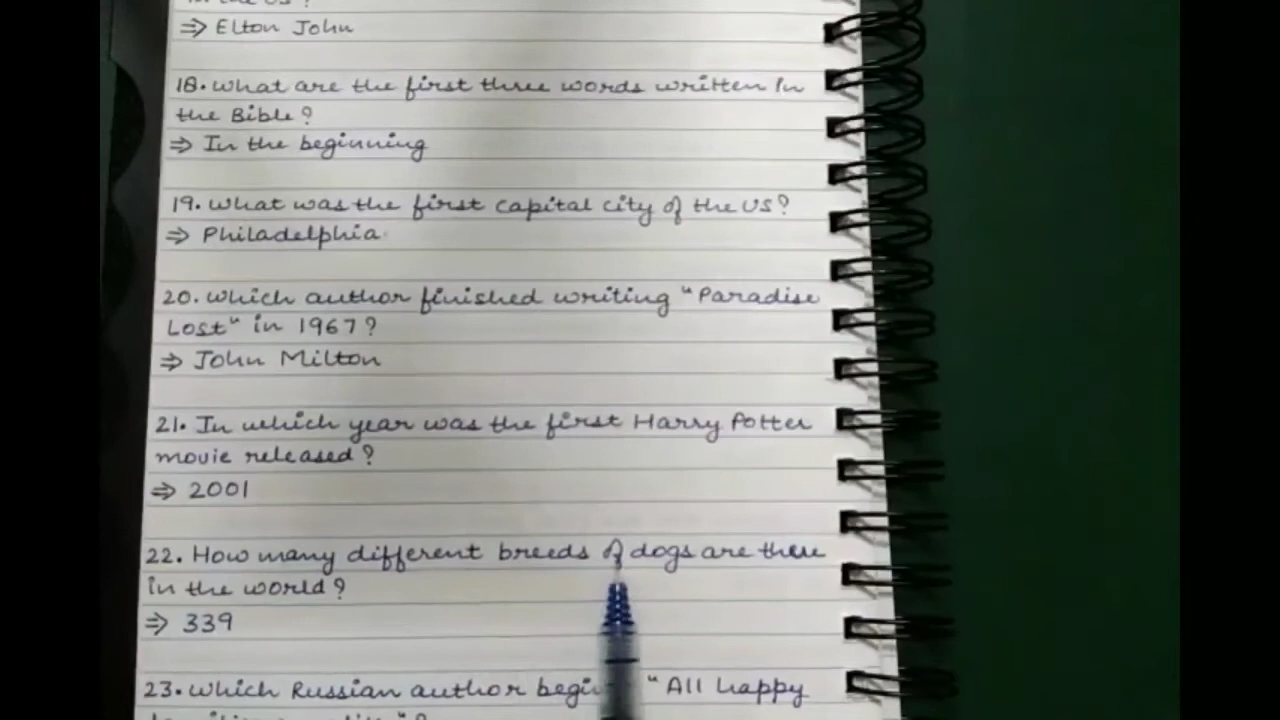 in the US?
⇒ Elton John
18. What are the first three words written in
the Bible?
⇒ In the beginning
19. What was the first capital city of the US?
⇒ Philadelphia
20. Which author finished writing "Paradise
Lost" in 1967?
⇒ John Milton
21. In which year was the first Harry Potter
movie released?
⇒ 2001
22. How many different breeds of dogs are there
in the world?
⇒ 339
23. Which Russian author "All happy